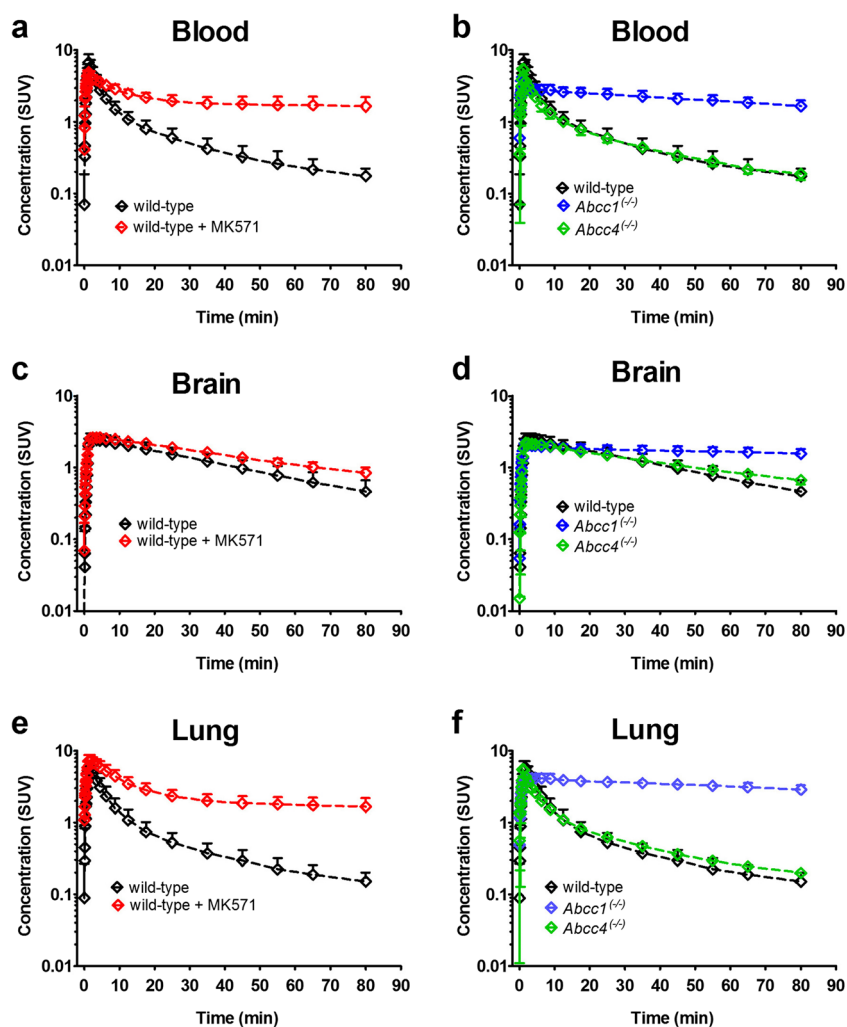 a Blood
Concentration (SUV)
10
1
0.1
0.01
wild-type
wild-type + MK571
0 10 20 30 40 50 60 70 80 90
Time (min)
b Blood
Concentration (SUV)
10
1
0.1
0.01
wild-type
Abcc1(-/-)
Abcc4(-/-)
0 10 20 30 40 50 60 70 80 90
Time (min)
c Brain
Concentration (SUV)
10
1
0.1
0.01
wild-type
wild-type + MK571
0 10 20 30 40 50 60 70 80 90
Time (min)
d Brain
Concentration (SUV)
10
1
0.1
0.01
wild-type
Abcc1(-/-)
Abcc4(-/-)
0 10 20 30 40 50 60 70 80 90
Time (min)
e Lung
Concentration (SUV)
10
1
0.1
0.01
wild-type
wild-type + MK571
0 10 20 30 40 50 60 70 80 90
Time (min)
f Lung
Concentration (SUV)
10
1
0.1
0.01
wild-type
Abcc1(-/-)
Abcc4(-/-)
0 10 20 30 40 50 60 70 80 90
Time (min)